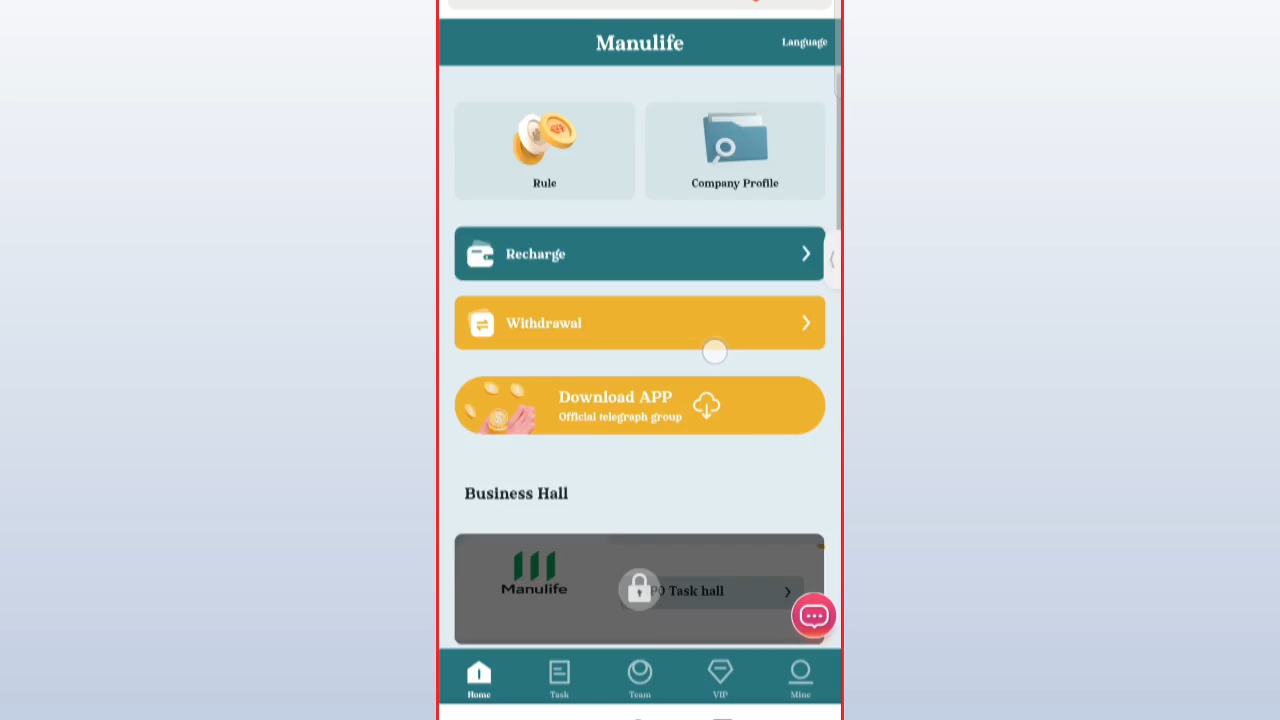 Manulife
Language
Rule
Company Profile
Recharge
Withdrawal
Download APP
Official telegraph group
Business Hall
Manulife
Task hall
Home
Task
Team
VIP
Mine